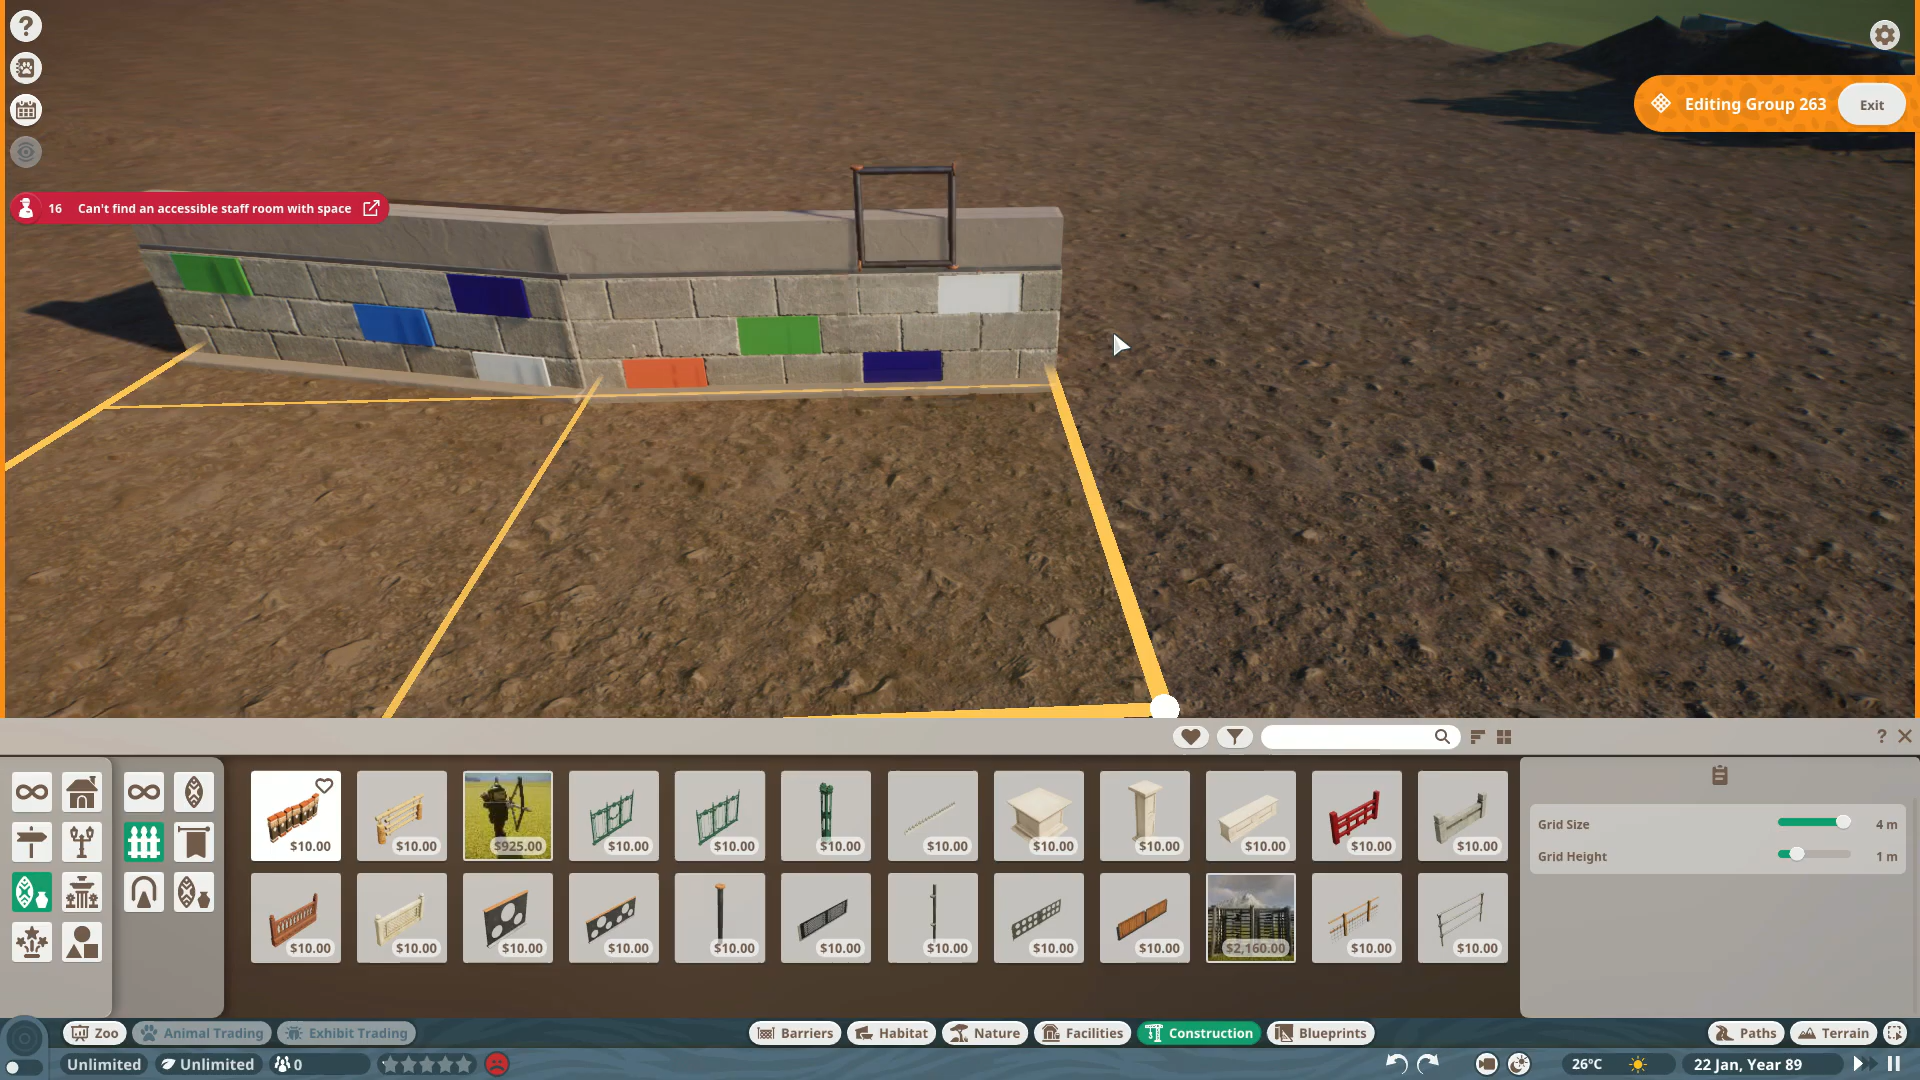 ?
Editing Group 263
Exit
16 Can't find an accessible staff room with space
?
$10.00
$10.00
$925.00
$10.00
$10.00
$10.00
$10.00
$10.00
$10.00
$10.00
$10.00
$10.00
Grid Size 4 m
Grid Height 1 m
$10.00
$10.00
$10.00
$10.00
$10.00
$10.00
$10.00
$10.00
$10.00
$2,160.00
$10.00
$10.00
Zoo
Animal Trading
Exhibit Trading
Barriers
Habitat
Nature
Facilities
Construction
Blueprints
Paths
Terrain
Unlimited
Unlimited
0
26°C
22 Jan, Year 89